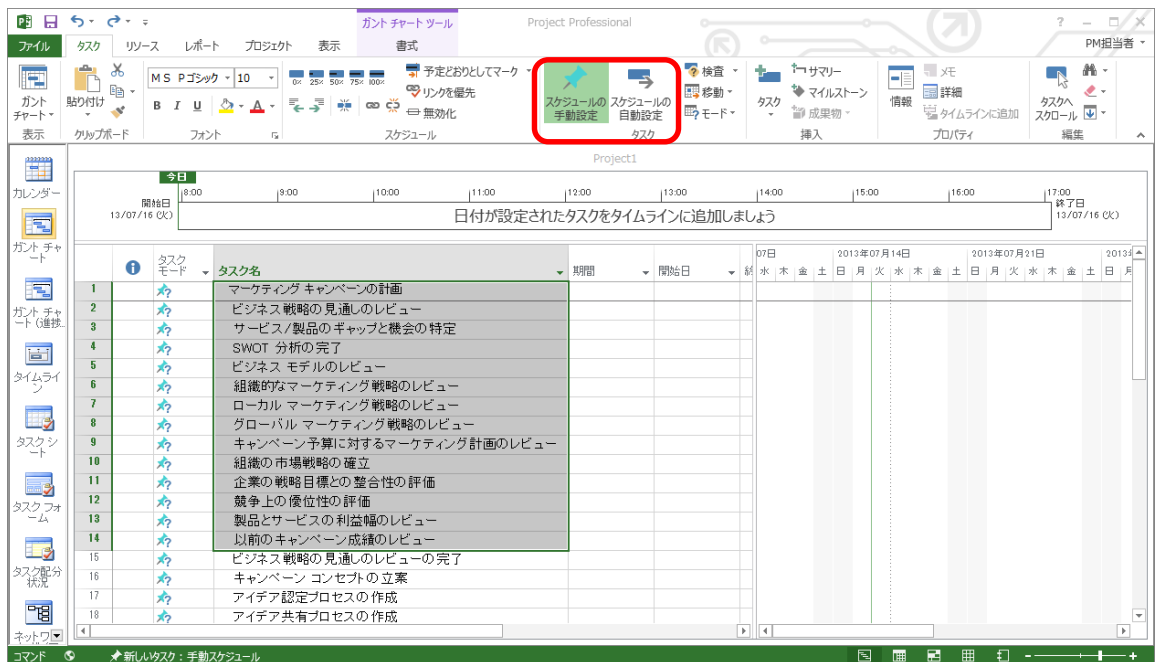 ガント チャート ツール
Project Professional
ファイル
タスク
リソース
レポート
プロジェクト
表示
書式
PM担当者
ガント
チャート
表示
貼り付け
クリップボード
MS Pゴシック
10
B I U
A
フォント
0× 25× 50× 75× 100×
予定どおりとしてマーク
リンクを優先
無効化
スケジュール
スケジュールの
手動設定
スケジュールの
自動設定
検査
移動
モード
タスク
タスク
サマリー
マイルストーン
成果物
挿入
情報
メモ
詳細
タイムラインに追加
プロパティ
タスクへ
スクロール
編集
Project1
今日
開始日
13/07/16 (火)
8:00 9:00 10:00 11:00 12:00 13:00 14:00 15:00 16:00 17:00
日付が設定されたタスクをタイムラインに追加しましょう
終了日
13/07/16 (火)
カレンダー
ガント チャ
ート
ガント チャ
ート (進捗..
タイムライ
ン
タスク シ
ート
タスク フォ
ーム
タスク配分
状況
ネットワ
タスク
モード
タスク名
期間
開始日
07日 2013年07月14日 2013年07月21日
水 木 金 土 日 月 火 水 木 金 土 日 月 火 水 木 金 土 日 月
1 マーケティング キャンペーンの計画
2 ビジネス戦略の見通しのレビュー
3 サービス/製品のギャップと機会の特定
4 SWOT 分析の完了
5 ビジネス モデルのレビュー
6 組織的なマーケティング戦略のレビュー
7 ローカル マーケティング戦略のレビュー
8 グローバル マーケティング戦略のレビュー
9 キャンペーン予算に対するマーケティング計画のレビュー
10 組織の市場戦略の確立
11 企業の戦略目標との整合性の評価
12 競争上の優位性の評価
13 製品とサービスの利益幅のレビュー
14 以前のキャンペーン成績のレビュー
15 ビジネス戦略の見通しのレビューの完了
16 キャンペーン コンセプトの立案
17 アイデア認定プロセスの作成
18 アイデア共有プロセスの作成
コマンド
新しいタスク : 手動スケジュール